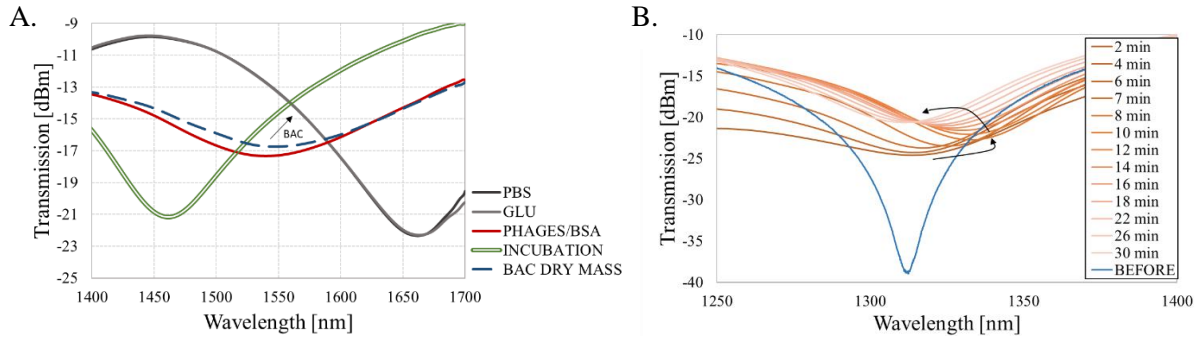 A.
-9
-11
-13
-15
-17
-19
-21
-23
-25
Transmission [dBm]
BAC
1400
1450
1500
1550
1600
1650
1700
Wavelength [nm]
PBS
GLU
PHAGES/BSA
INCUBATION
BAC DRY MASS
B.
-10
-15
-20
-25
-30
-35
-40
Transmission [dBm]
1250
1300
1350
1400
Wavelength [nm]
2 min
4 min
6 min
7 min
8 min
10 min
12 min
14 min
16 min
18 min
22 min
26 min
30 min
BEFORE